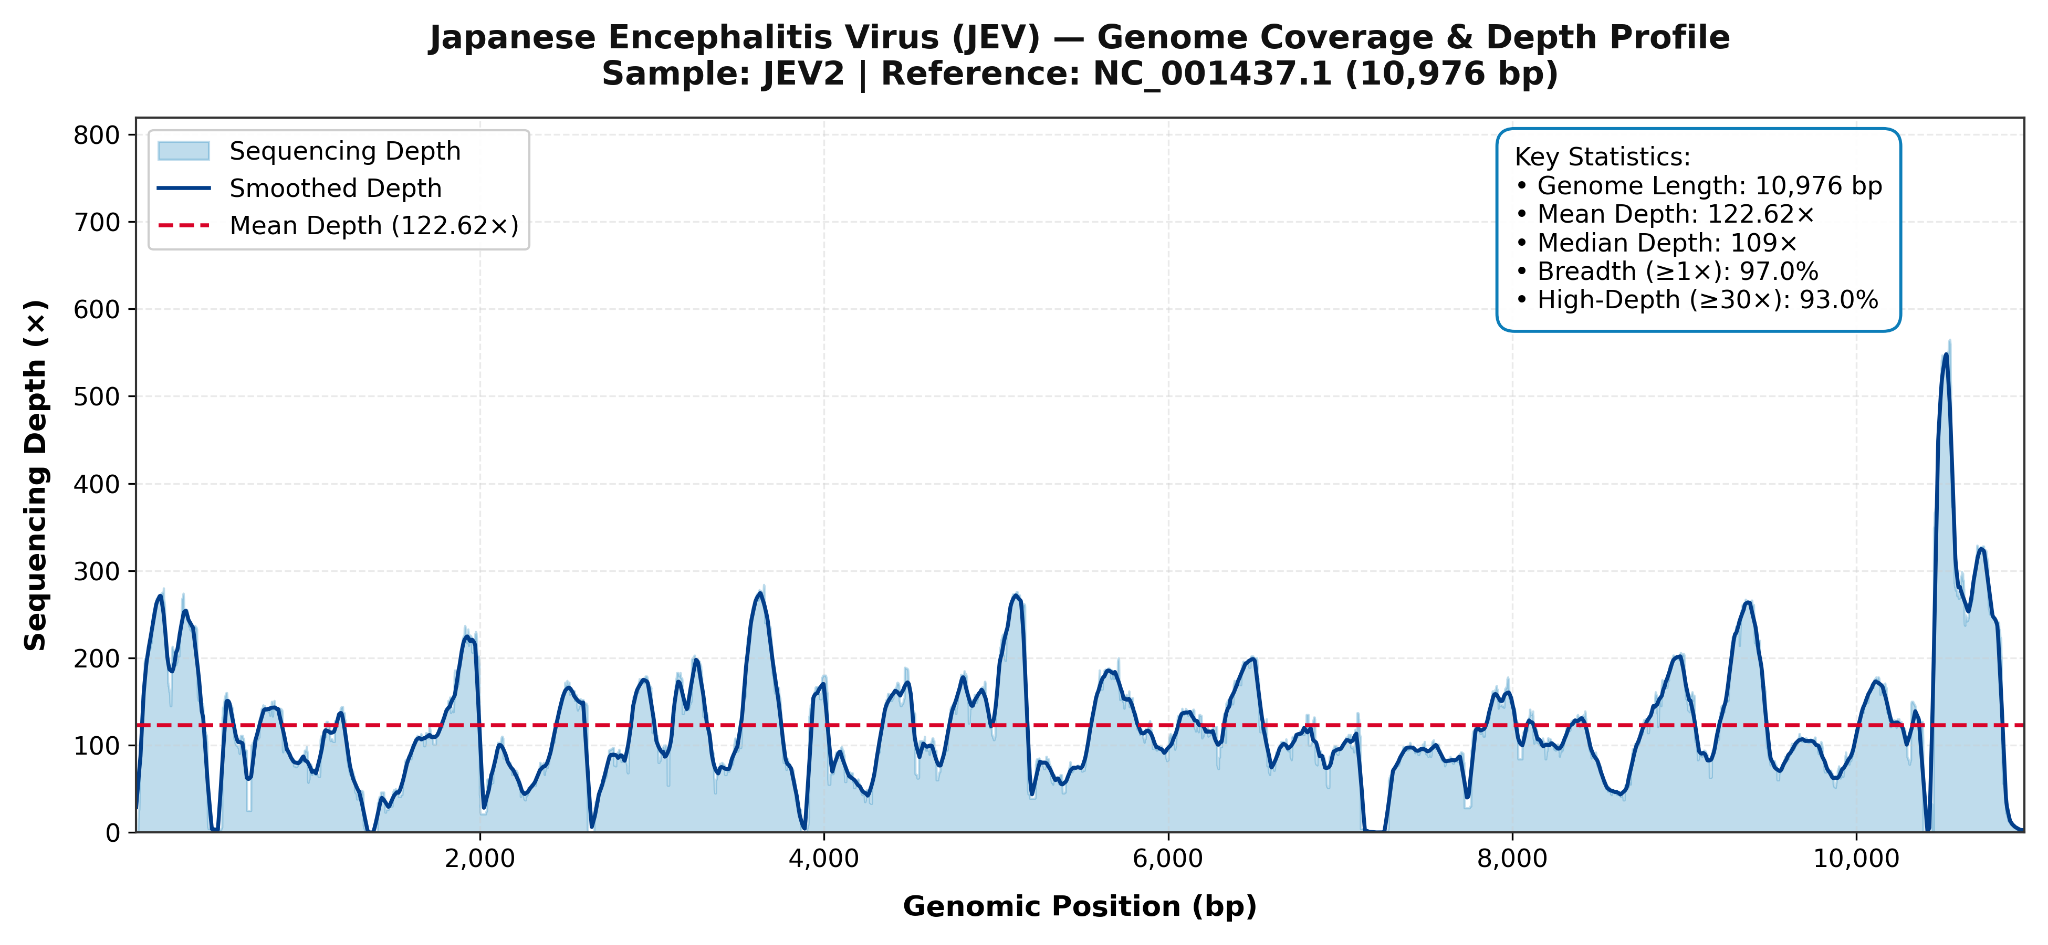 Japanese Encephalitis Virus (JEV) — Genome Coverage & Depth Profile
Sample: JEV2 | Reference: NC_001437.1 (10,976 bp)
Sequencing Depth
Smoothed Depth
Mean Depth (122.62×)
Key Statistics:
• Genome Length: 10,976 bp
• Mean Depth: 122.62×
• Median Depth: 109×
• Breadth (≥1×): 97.0%
• High-Depth (≥30×): 93.0%
Sequencing Depth (×)
800
700
600
500
400
300
200
100
0
2,000
4,000
6,000
8,000
10,000
Genomic Position (bp)